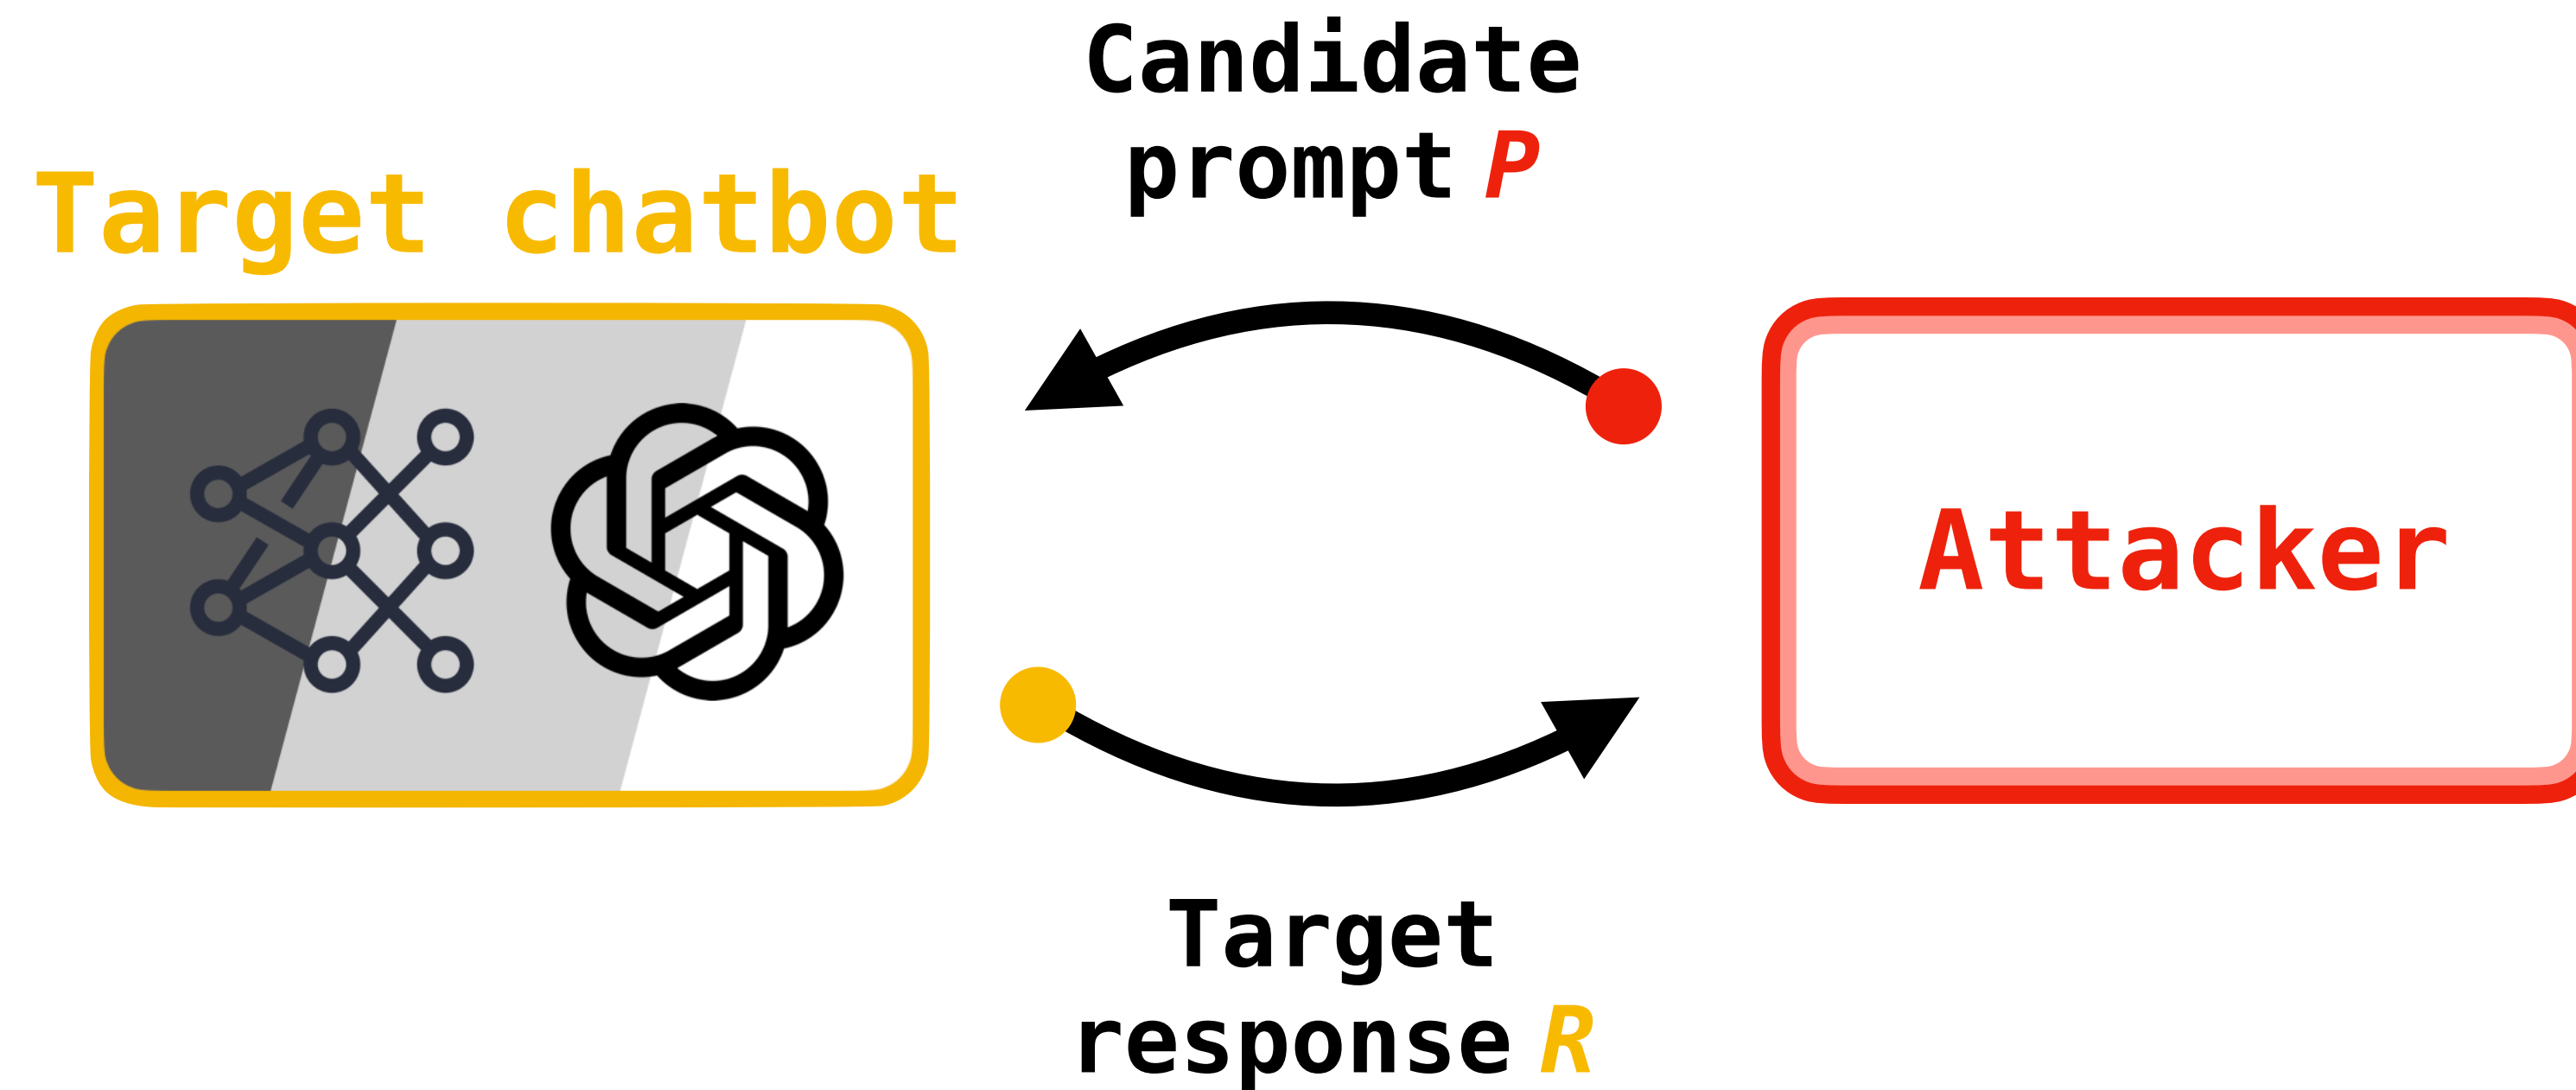 Candidate
prompt P
Target chatbot
Attacker
Target
response R